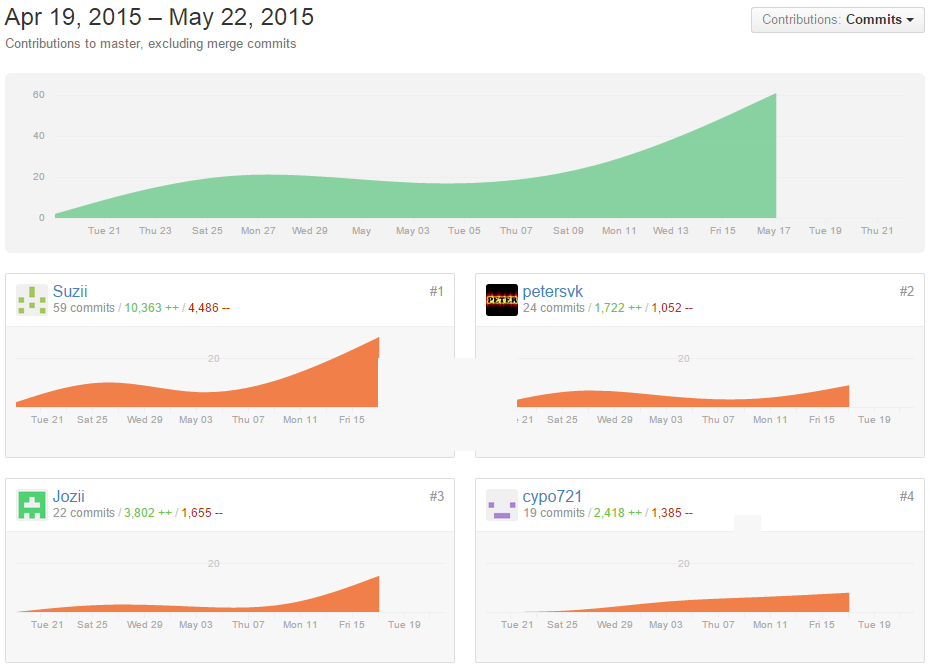 Apr 19, 2015 – May 22, 2015
Contributions: Commits
Contributions to master, excluding merge commits
60
40
20
0
Tue 21 Thu 23 Sat 25 Mon 27 Wed 29 May May 03 Tue 05 Thu 07 Sat 09 Mon 11 Wed 13 Fri 15 May 17 Tue 19 Thu 21
Suzii #1
59 commits / 10,363 ++ / 4,486 --
20
Tue 21 Sat 25 Wed 29 May 03 Thu 07 Mon 11 Fri 15
PETER
petersvk #2
24 commits / 1,722 ++ / 1,052 --
20
21 Sat 25 Wed 29 May 03 Thu 07 Mon 11 Fri 15 Tue 19
Jozii #3
22 commits / 3,802 ++ / 1,655 --
20
Tue 21 Sat 25 Wed 29 May 03 Thu 07 Mon 11 Fri 15 Tue 19
cypo721 #4
19 commits / 2,418 ++ / 1,385 --
20
Tue 21 Sat 25 Wed 29 May 03 Thu 07 Mon 11 Fri 15 Tue 19